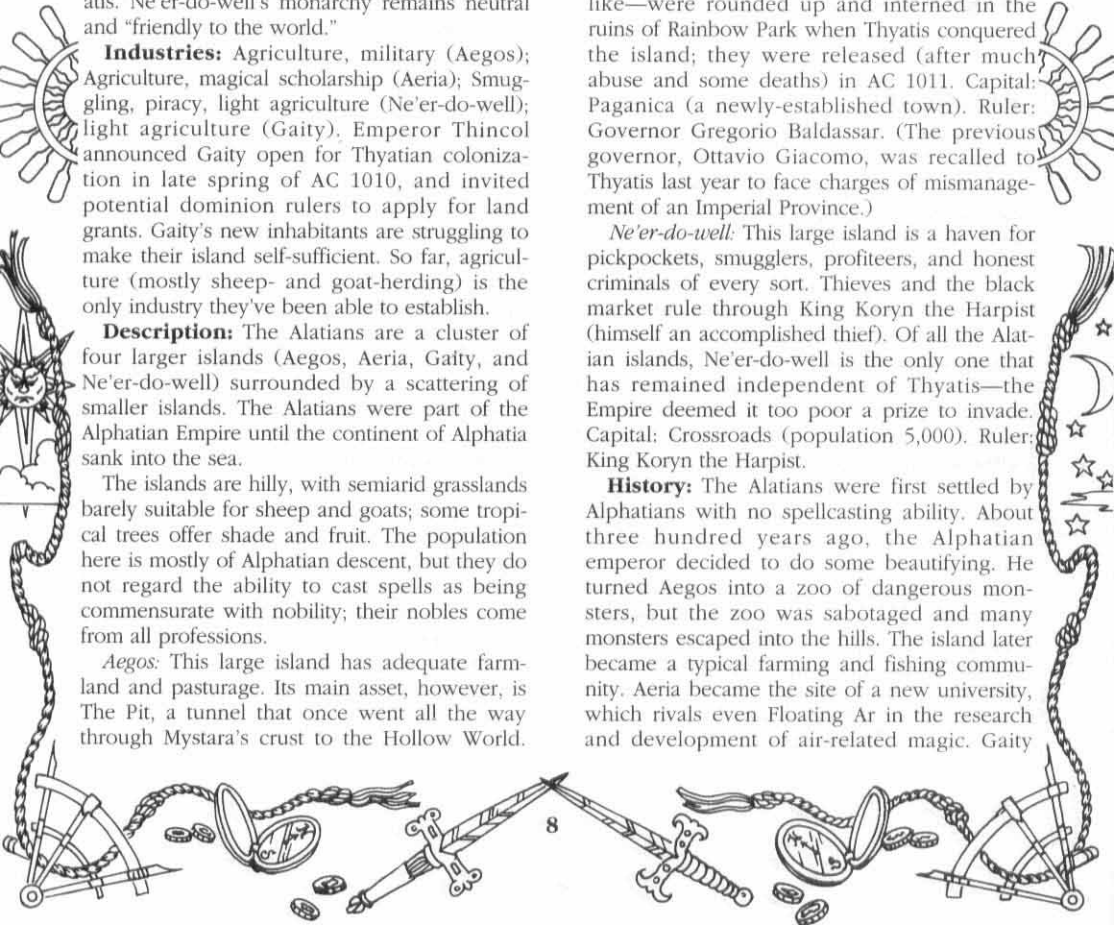 atis. Ne'er-do-well's monarchy remains neutral
and “friendly to the world.”
Industries: Agriculture, military (Aegos);
Agriculture, magical scholarship (Aeria); Smug-
gling, piracy, light agriculture (Ne'er-do-well);
light agriculture (Gaity). Emperor Thincol
announced Gaity open for Thyatian coloniza-
tion in late spring of AC 1010, and invited
potential dominion rulers to apply for land
grants. Gaity's new inhabitants are struggling to
make their island self-sufficient. So far, agricul-
ture (mostly sheep- and goat-herding) is the
only industry they've been able to establish.
Description: The Alatians are a cluster of
four larger islands (Aegos, Aeria, Gaity, and
Ne'er-do-well) surrounded by a scattering of
smaller islands. The Alatians were part of the
Alphatian Empire until the continent of Alphatia
sank into the sea.
The islands are hilly, with semiarid grasslands
barely suitable for sheep and goats; some tropi-
cal trees offer shade and fruit. The population
here is mostly of Alphatian descent, but they do
not regard the ability to cast spells as being
commensurate with nobility; their nobles come
from all professions.
Aegos: This large island has adequate farm-
land and pasturage. Its main asset, however, is
The Pit, a tunnel that once went all the way
through Mystara's crust to the Hollow World.
like—were rounded up and interned in the
ruins of Rainbow Park when Thyatis conquered
the island; they were released (after much
abuse and some deaths) in AC 1011. Capital:
Paganica (a newly-established town). Ruler:
Governor Gregorio Baldassar. (The previous
governor, Ottavio Giacomo, was recalled to
Thyatis last year to face charges of mismanage-
ment of an Imperial Province.)
Ne'er-do-well: This large island is a haven for
pickpockets, smugglers, profiteers, and honest
criminals of every sort. Thieves and the black
market rule through King Koryn the Harpist
(himself an accomplished thief). Of all the Alat-
ian islands, Ne'er-do-well is the only one that
has remained independent of Thyatis—the
Empire deemed it too poor a prize to invade.
Capital: Crossroads (population 5,000). Ruler:
King Koryn the Harpist.
History: The Alatians were first settled by
Alphatians with no spellcasting ability. About
three hundred years ago, the Alphatian
emperor decided to do some beautifying. He
turned Aegos into a zoo of dangerous mon-
sters, but the zoo was sabotaged and many
monsters escaped into the hills. The island later
became a typical farming and fishing commu-
nity. Aeria became the site of a new university,
which rivals even Floating Ar in the research
and development of air-related magic. Gaity
8